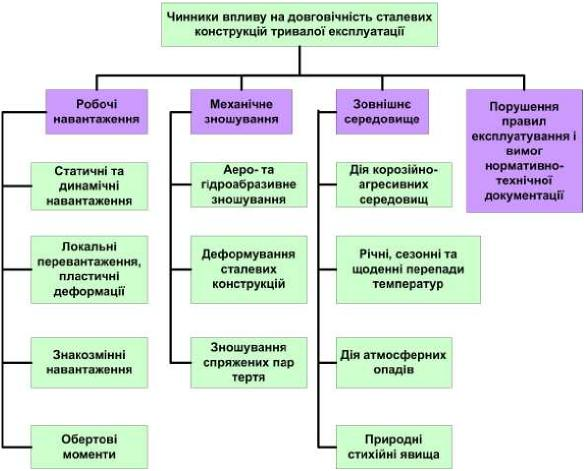 Чинники впливу на довговічність сталевих
конструкцій тривалої експлуатації
Робочі
навантаження
Механічне
зношування
Зовнішнє
середовище
Порушення
правил
експлуатування і
вимог
нормативно-
технічної
документації
Статичні та
динамічні
навантаження
Локальні
перевантаження,
пластичні
деформації
Знакозмінні
навантаження
Обертові
моменти
Аеро- та
гідроабразивне
зношування
Деформування
сталевих
конструкцій
Зношування
спряжених пар
тертя
Дія корозійно-
агресивних
середовищ
Річні, сезонні та
щоденні перепади
температур
Дія атмосферних
опадів
Природні
стихійні явища